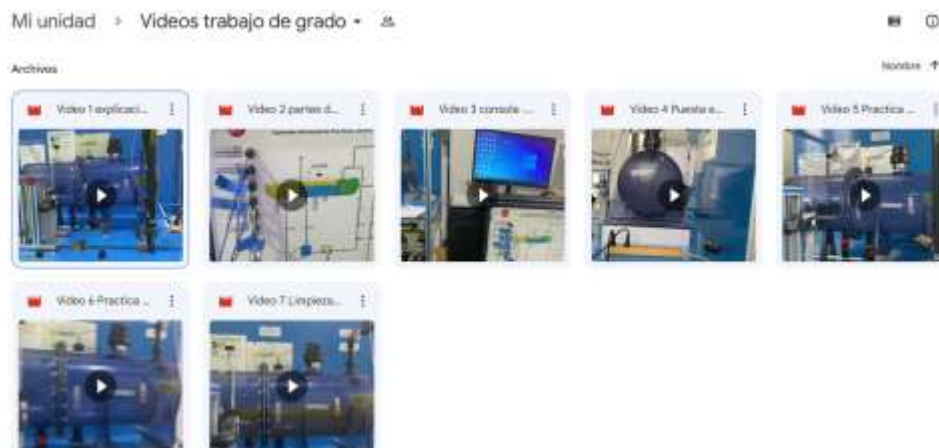 Mi unidad > Videos trabajo de grado
Archivos
Nombre ↑
Video 1 explicaci...
Video 2 partes d...
Video 3 consola ...
Video 4 Puesta e...
Video 5 Practica ...
Video 6 Practica ...
Video 7 Limpieza...